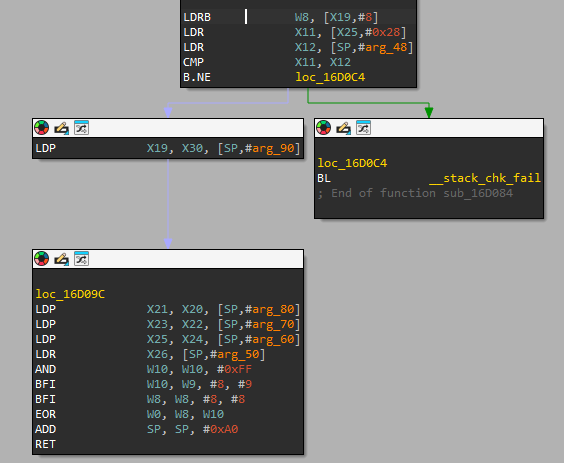 LDRB W8, [X19,#8]
LDR X11, [X25,#0x28]
LDR X12, [SP,#arg_48]
CMP X11, X12
B.NE loc_16D0C4
LDP X19, X30, [SP,#arg_90]
loc_16D0C4
BL __stack_chk_fail
; End of function sub_16D084
loc_16D09C
LDP X21, X20, [SP,#arg_80]
LDP X23, X22, [SP,#arg_70]
LDP X25, X24, [SP,#arg_60]
LDR X26, [SP,#arg_50]
AND W10, W10, #0xFF
BFI W10, W9, #8, #9
BFI W8, W8, #8, #8
EOR W0, W8, W10
ADD SP, SP, #0xA0
RET